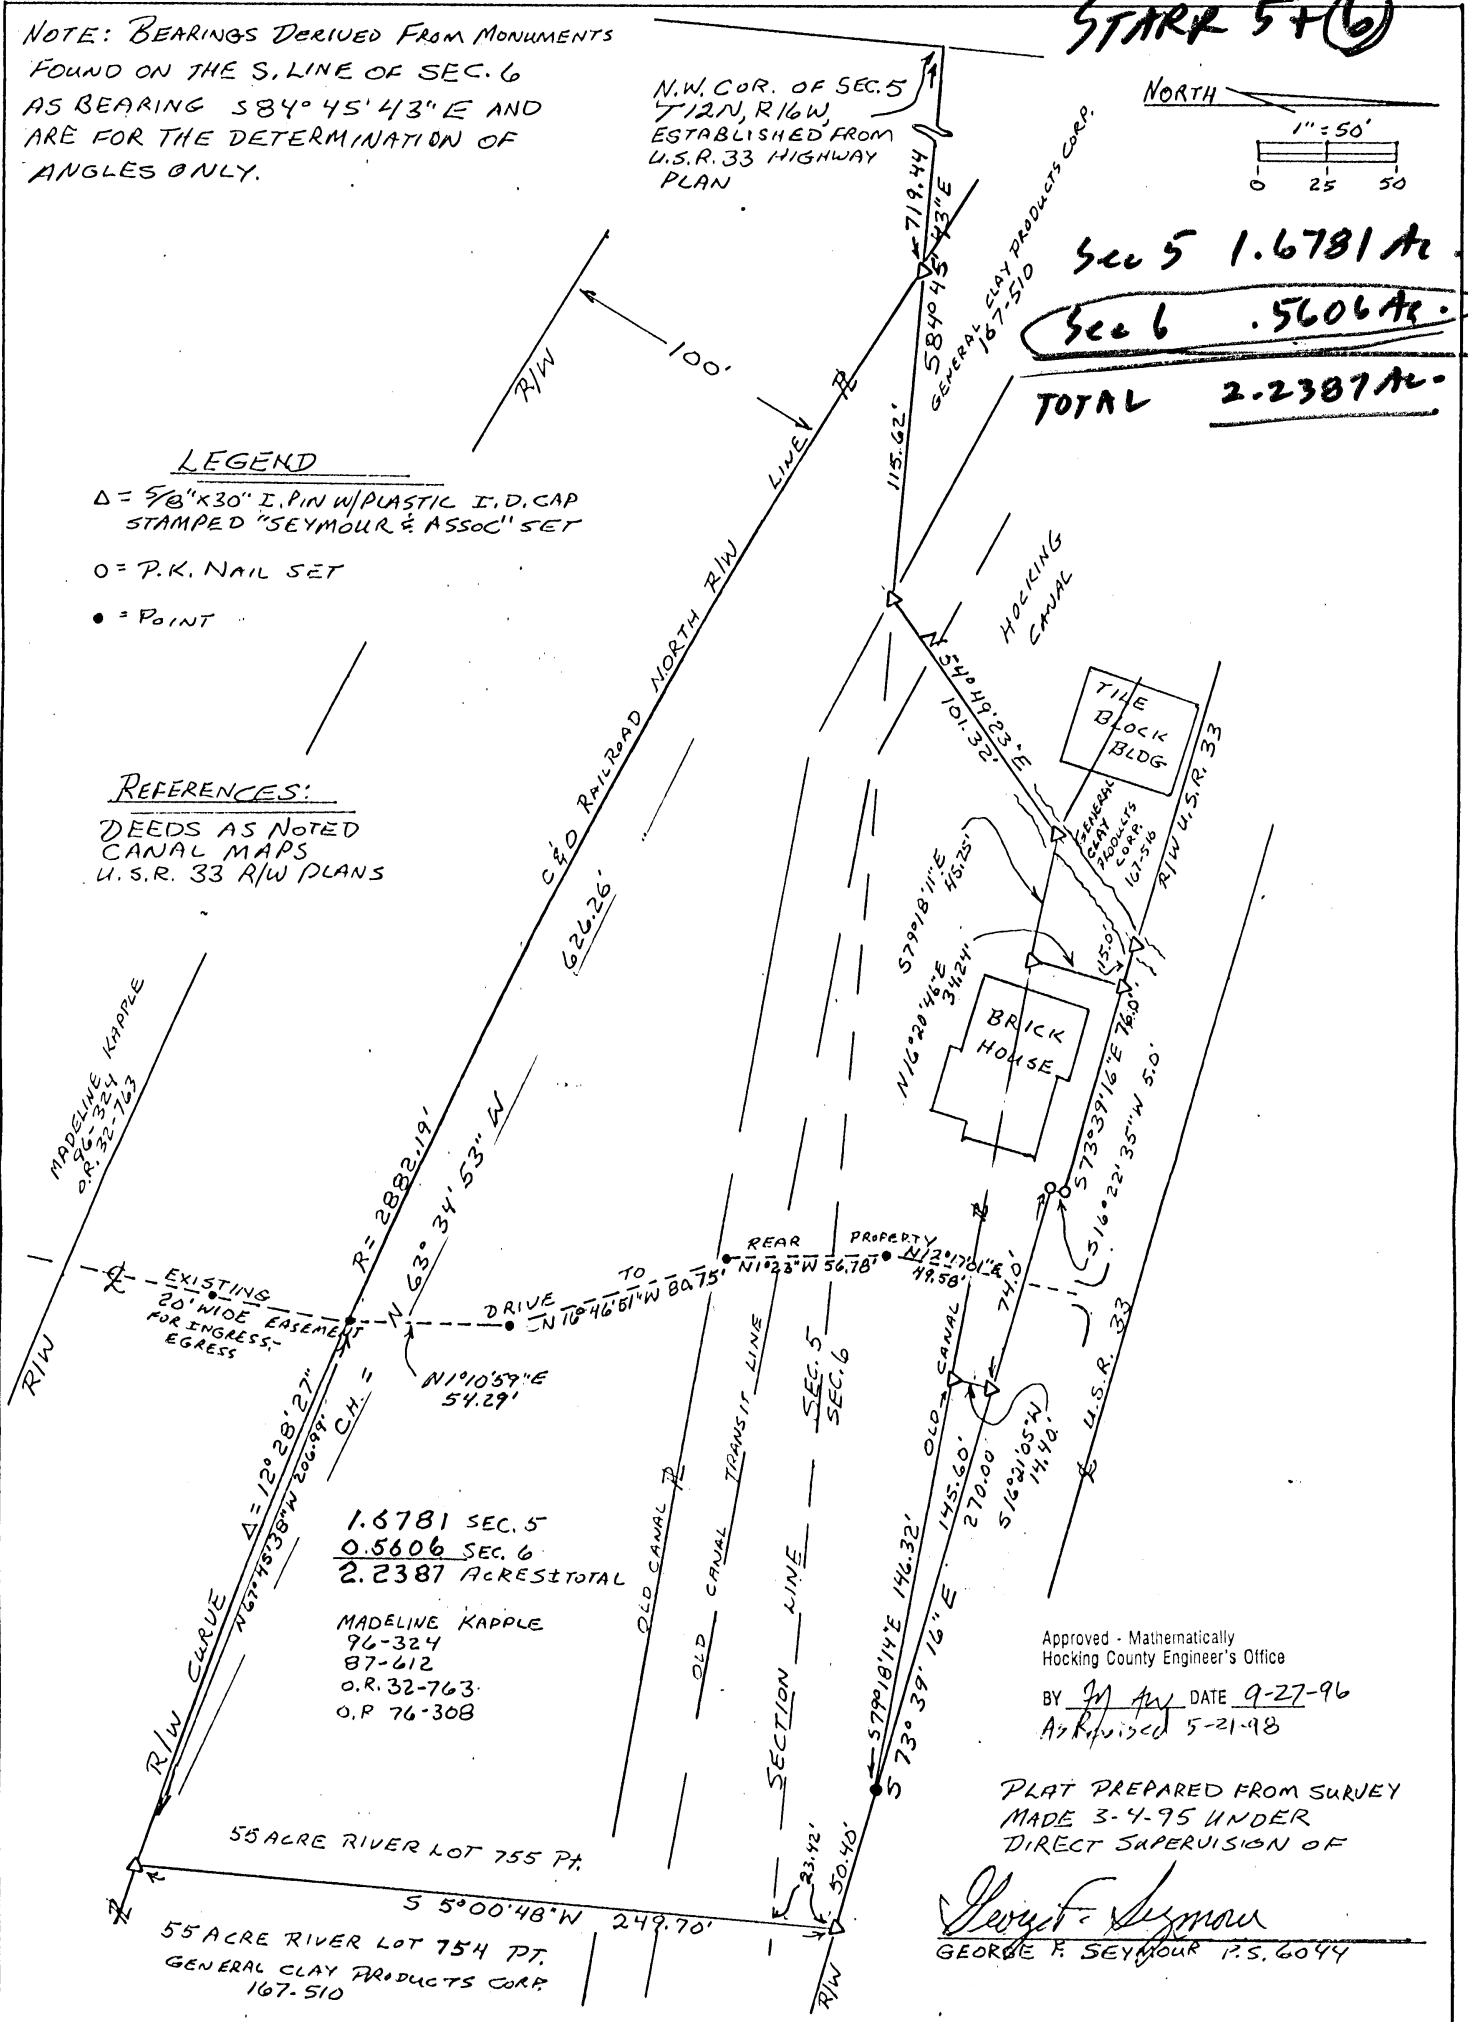 STARR 5+6
NOTE: BEARINGS DERIVED FROM MONUMENTS
FOUND ON THE S. LINE OF SEC. 6
AS BEARING S84°45'43"E AND
ARE FOR THE DETERMINATION OF
ANGLES ONLY.
N.W. COR. OF SEC. 5
T12N, R16W,
ESTABLISHED FROM
U.S.R. 33 HIGHWAY
PLAN
NORTH
1" = 50'
0 25 50
Sec 5 1.6781 Ac.
Sec 6 .5606 Ac.
TOTAL 2.2387 Ac.
719.44
S84°45'43"E
GENERAL CLAY PRODUCTS CORP.
167-510
115.62'
R/W
100'
LEGEND
Δ = 5/8"x30" I. PIN W/PLASTIC I.D. CAP
STAMPED "SEYMOUR & ASSOC" SET
O = P.K. NAIL SET
• = POINT
REFERENCES:
DEEDS AS NOTED
CANAL MAPS
U.S.R. 33 R/W PLANS
C&O RAILROAD NORTH R/W LINE PL
HOCKING
CANAL
N 54°49'23"E
101.32'
TILE
BLOCK
BLDG
GENERAL
CLAY
PRODUCTS
CORP.
167-516
R/W U.S.R. 33
S79°18'11"E
45.25'
N16°20'46"E
34.24'
(15.0')
BRICK
HOUSE
S73°39'16"E 76.0'
S16°22'35"W 5.0'
626.26'
N 63° 34' 53" W
CH. =
R = 2882.19'
MADELINE KAPPLE
96-324
O.R. 32-763
R/W
CL
EXISTING
20' WIDE EASEMENT
FOR INGRESS-
EGRESS
DRIVE TO REAR PROPERTY
N1°10'59"E
54.29'
N16°46'51"W 80.75'
N1°23"W 56.78'
N12°17'01"E
49.58'
PL
74.0'
OLD CANAL
S16°21'05"W
14.40'
CL U.S.R. 33
Δ = 12°28'27"
N67°45'38"W 206.99'
R/W CURVE
1.6781 SEC. 5
0.5606 SEC. 6
2.2387 ACRES± TOTAL
MADELINE KAPPLE
96-324
87-612
O.R. 32-763
O.R 76-308
OLD CANAL PL
OLD CANAL TRANSIT LINE
SEC. 5
SEC. 6
SECTION LINE
S79°18'14"E 146.32'
145.60'
270.00'
S 73° 39' 16" E
23.42'
50.40'
55 ACRE RIVER LOT 755 Pt.
S 5°00'48"W 249.70'
PL
55 ACRE RIVER LOT 754 PT.
GENERAL CLAY PRODUCTS CORP.
167-510
R/W
Approved - Mathematically
Hocking County Engineer's Office
BY DATE 9-27-96
As Revised 5-21-98
PLAT PREPARED FROM SURVEY
MADE 3-4-95 UNDER
DIRECT SUPERVISION OF
George F. Seymour
GEORGE F. SEYMOUR P.S. 6044